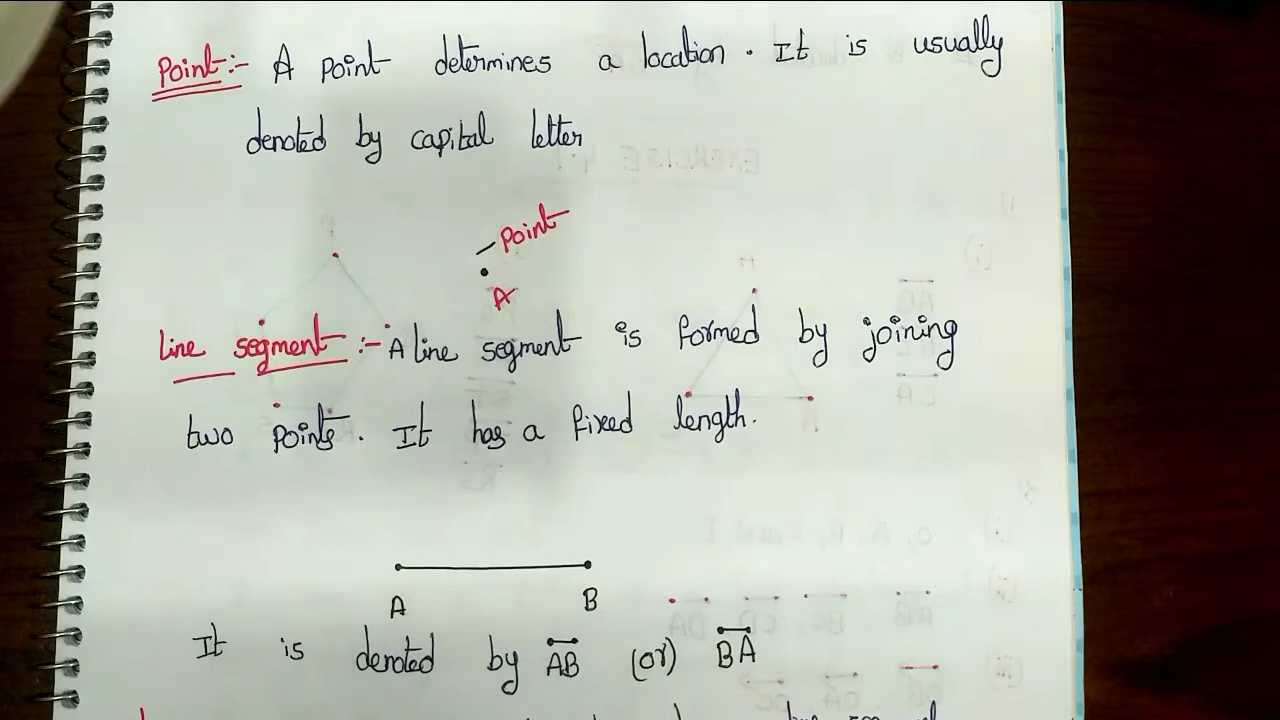 Point:- A point determines a location. It is usually
denoted by capital letter
Point
A
line segment :- A line segment is formed by joining
two points. It has a fixed length.
A B
It is denoted by AB (or) BA